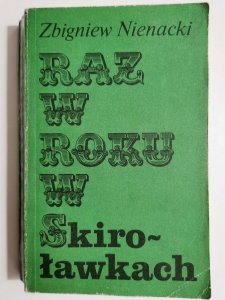 Zbigniew Nienacki
RAZ
W
ROKU
W
Skiro-
ławkach